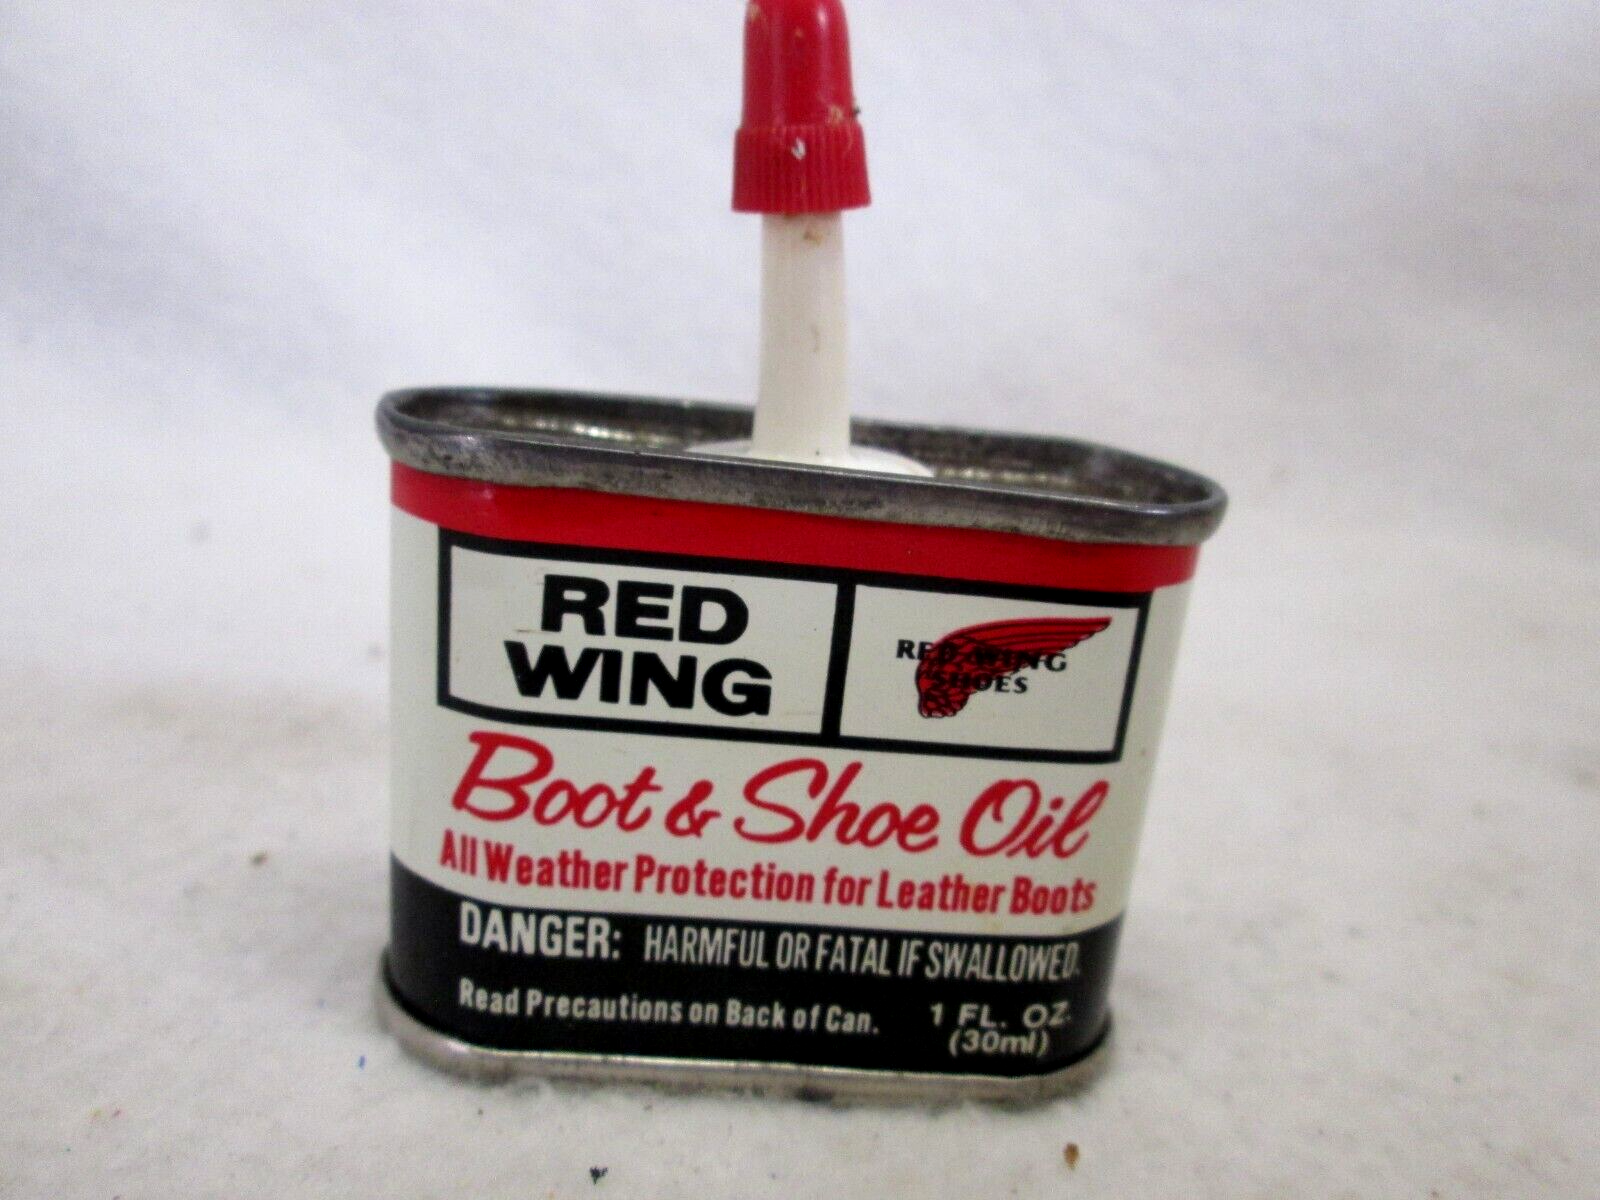 RED
WING
RED WING
SHOES
Boot & Shoe Oil
All Weather Protection for Leather Boots
DANGER: HARMFUL OR FATAL IF SWALLOWED.
Read Precautions on Back of Can.
1 FL. OZ.
(30ml)